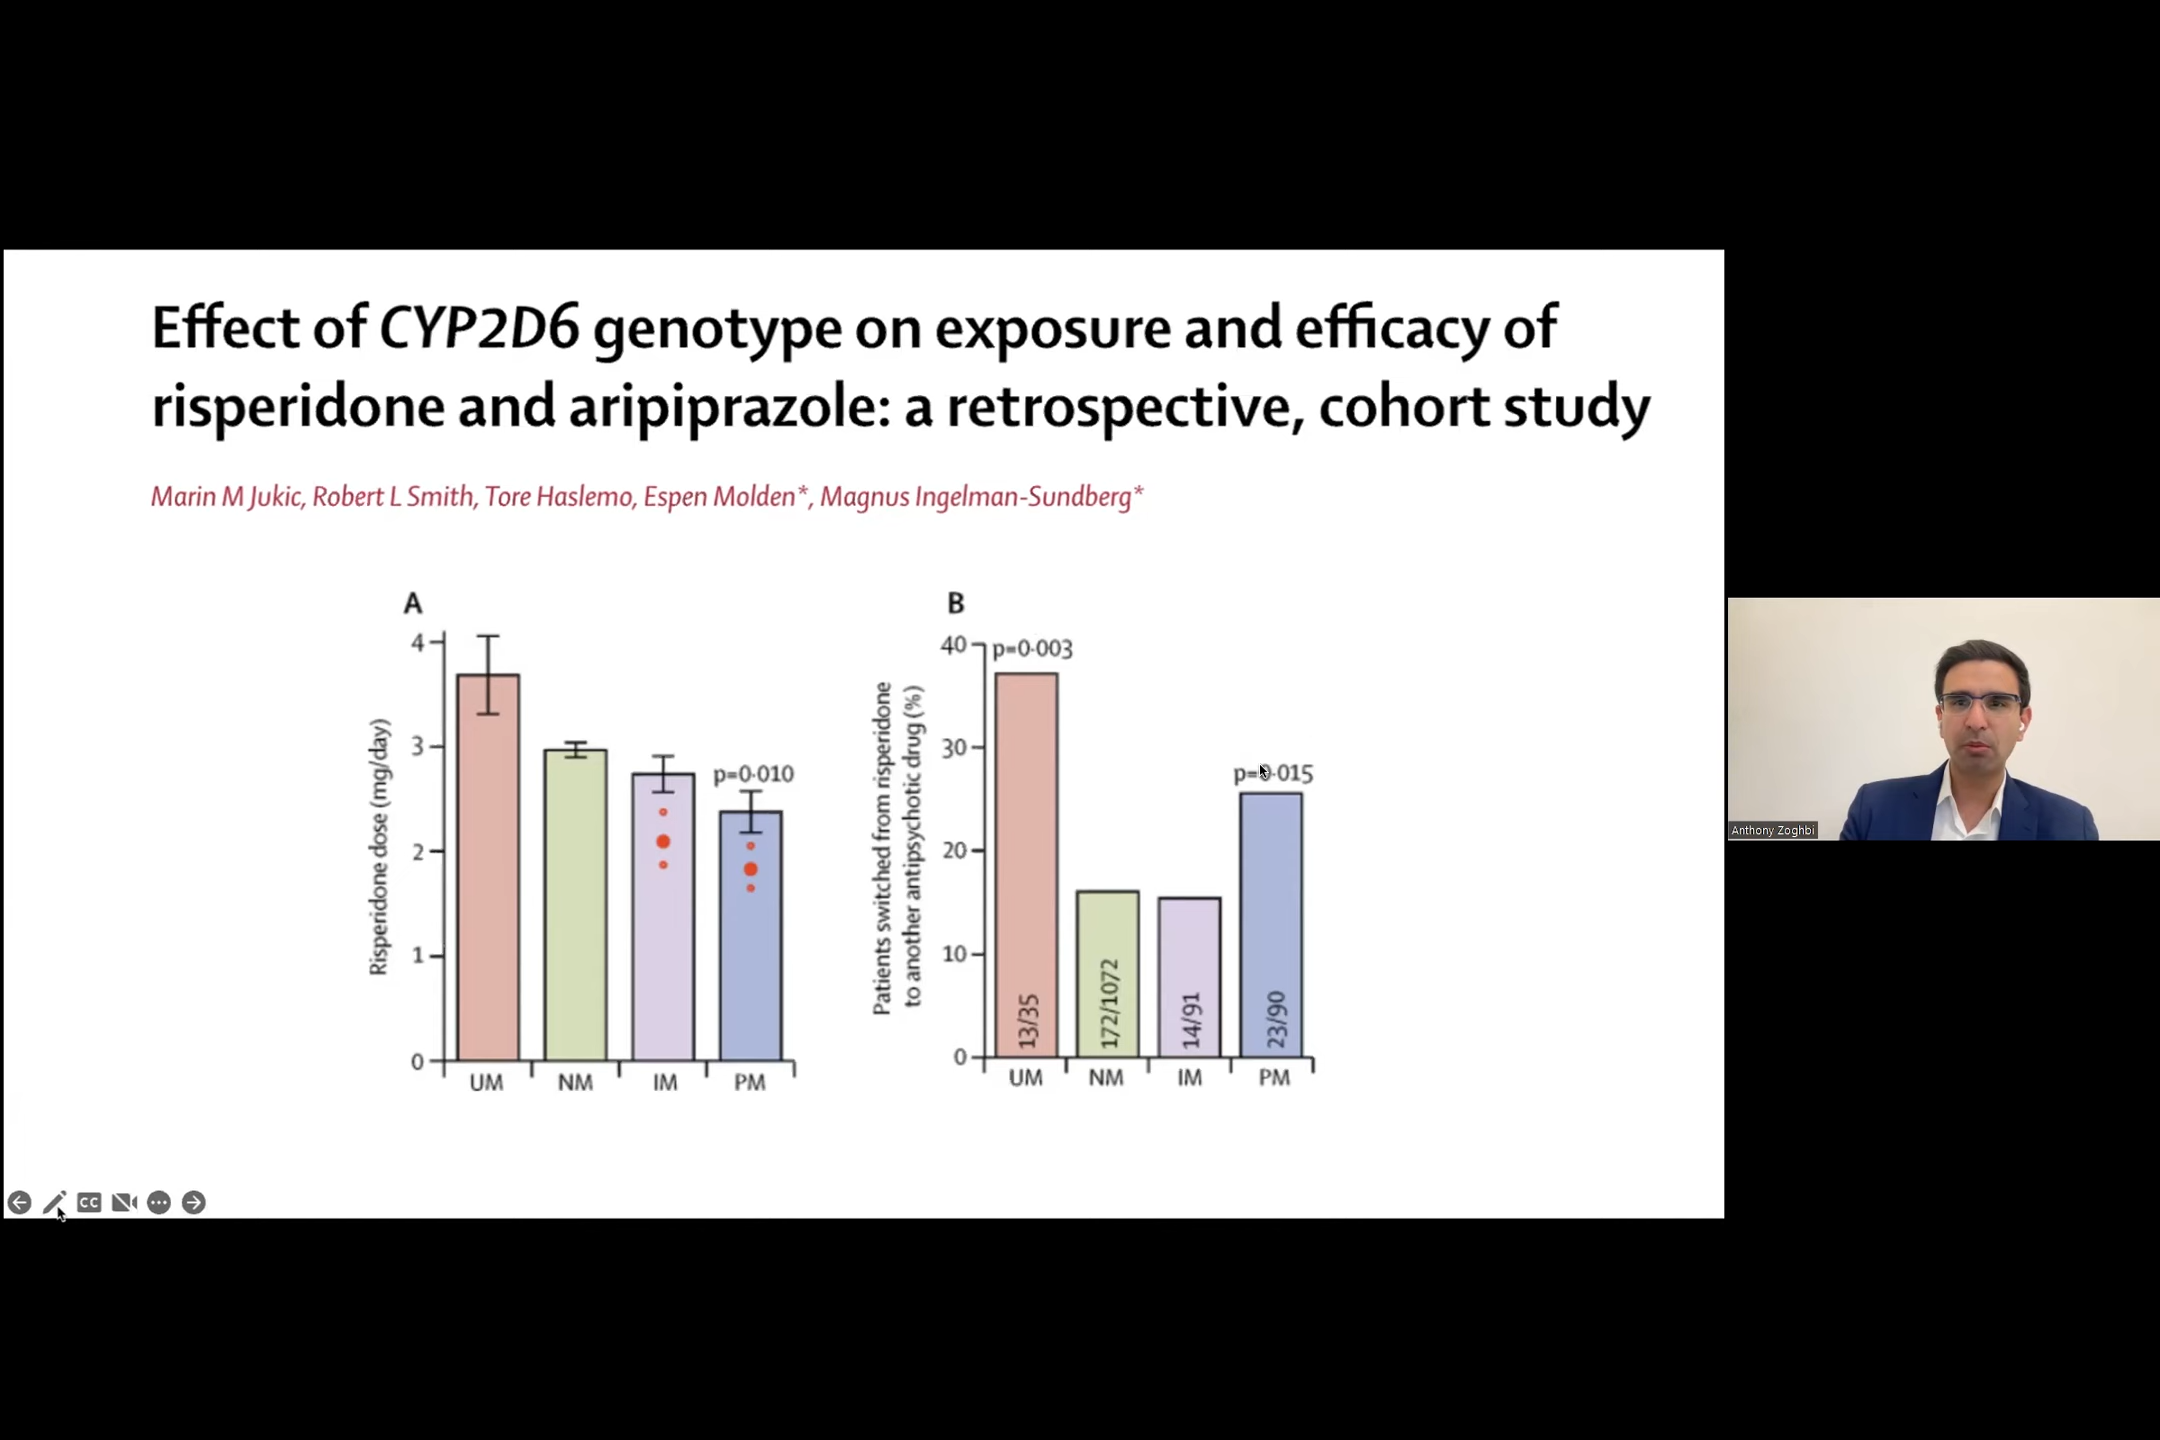 Effect of CYP2D6 genotype on exposure and efficacy of
risperidone and aripiprazole: a retrospective, cohort study
Marin M Jukic, Robert L Smith, Tore Haslemo, Espen Molden*, Magnus Ingelman-Sundberg*
A
Risperidone dose (mg/day)
4
3
2
1
0
p=0·010
UM NM IM PM
B
Patients switched from risperidone
to another antipsychotic drug (%)
40
30
20
10
0
p=0·003
p=0·015
13/35
172/1072
14/91
23/90
UM NM IM PM
CC
Anthony Zoghbi